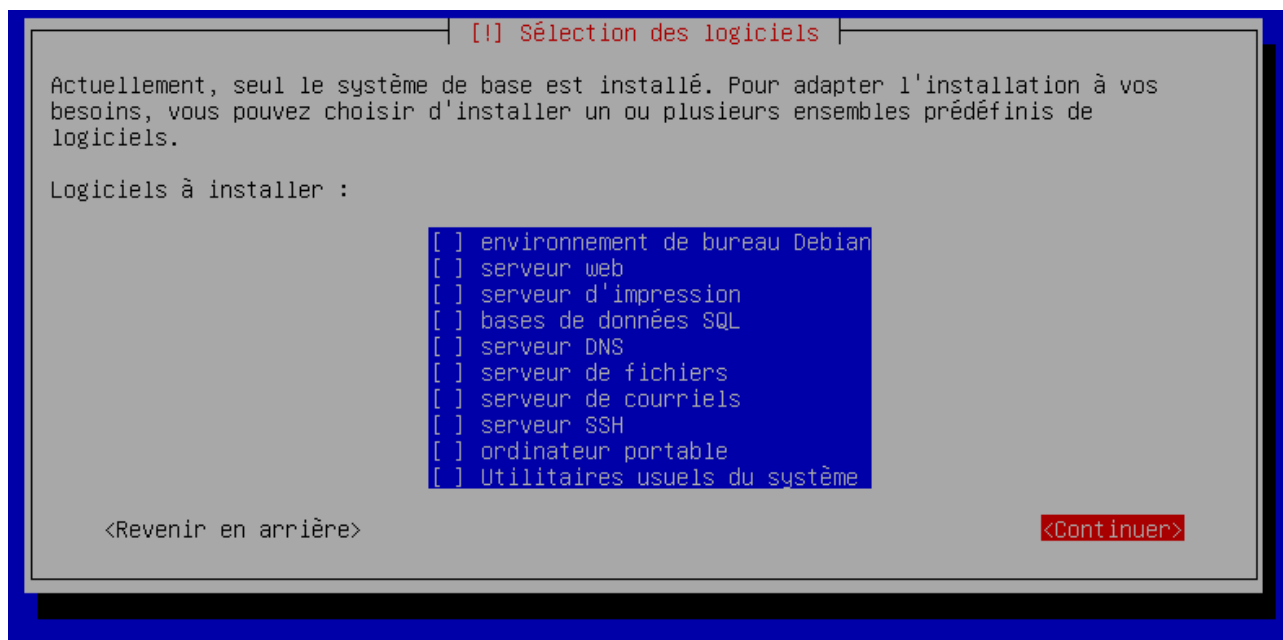 [!] Sélection des logiciels
Actuellement, seul le système de base est installé. Pour adapter l'installation à vos
besoins, vous pouvez choisir d'installer un ou plusieurs ensembles prédéfinis de
logiciels.
Logiciels à installer :
[ ] environnement de bureau Debian
[ ] serveur web
[ ] serveur d'impression
[ ] bases de données SQL
[ ] serveur DNS
[ ] serveur de fichiers
[ ] serveur de courriels
[ ] serveur SSH
[ ] ordinateur portable
[ ] Utilitaires usuels du système
<Revenir en arrière> <Continuer>